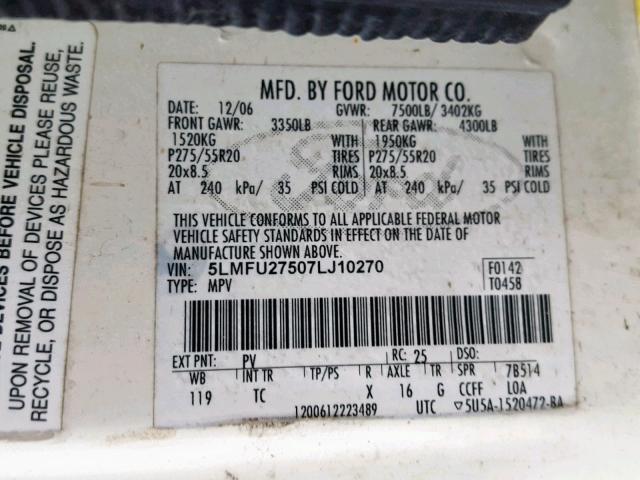 E DEVICES BEFORE VEHICLE DISPOSAL.
UPON REMOVAL OF DEVICES PLEASE REUSE,
RECYCLE, OR DISPOSE AS HAZARDOUS WASTE.
MFD. BY FORD MOTOR CO.
DATE: 12/06 GVWR: 7500LB/ 3402KG
FRONT GAWR: 3350LB REAR GAWR: 4300LB
1520KG 1950KG
P275/55R20 TIRES P275/55R20 TIRES
20x8.5 RIMS 20x8.5 RIMS
AT 240 kPa/ 35 PSI COLD AT 240 kPa/ 35 PSI COLD
Ford
THIS VEHICLE CONFORMS TO ALL APPLICABLE FEDERAL MOTOR
VEHICLE SAFETY STANDARDS IN EFFECT ON THE DATE OF
MANUFACTURE SHOWN ABOVE.
VIN: 5LMFU27507LJ10270 F0142
TYPE: MPV T0458
EXT PNT: PV RC: 25 DSO:
WB INT TR TP/PS R AXLE TR SPR 7B514
119 TC X 16 G CCFF LOA
1200612223489 UTC ▽5U5A-1520472-BA